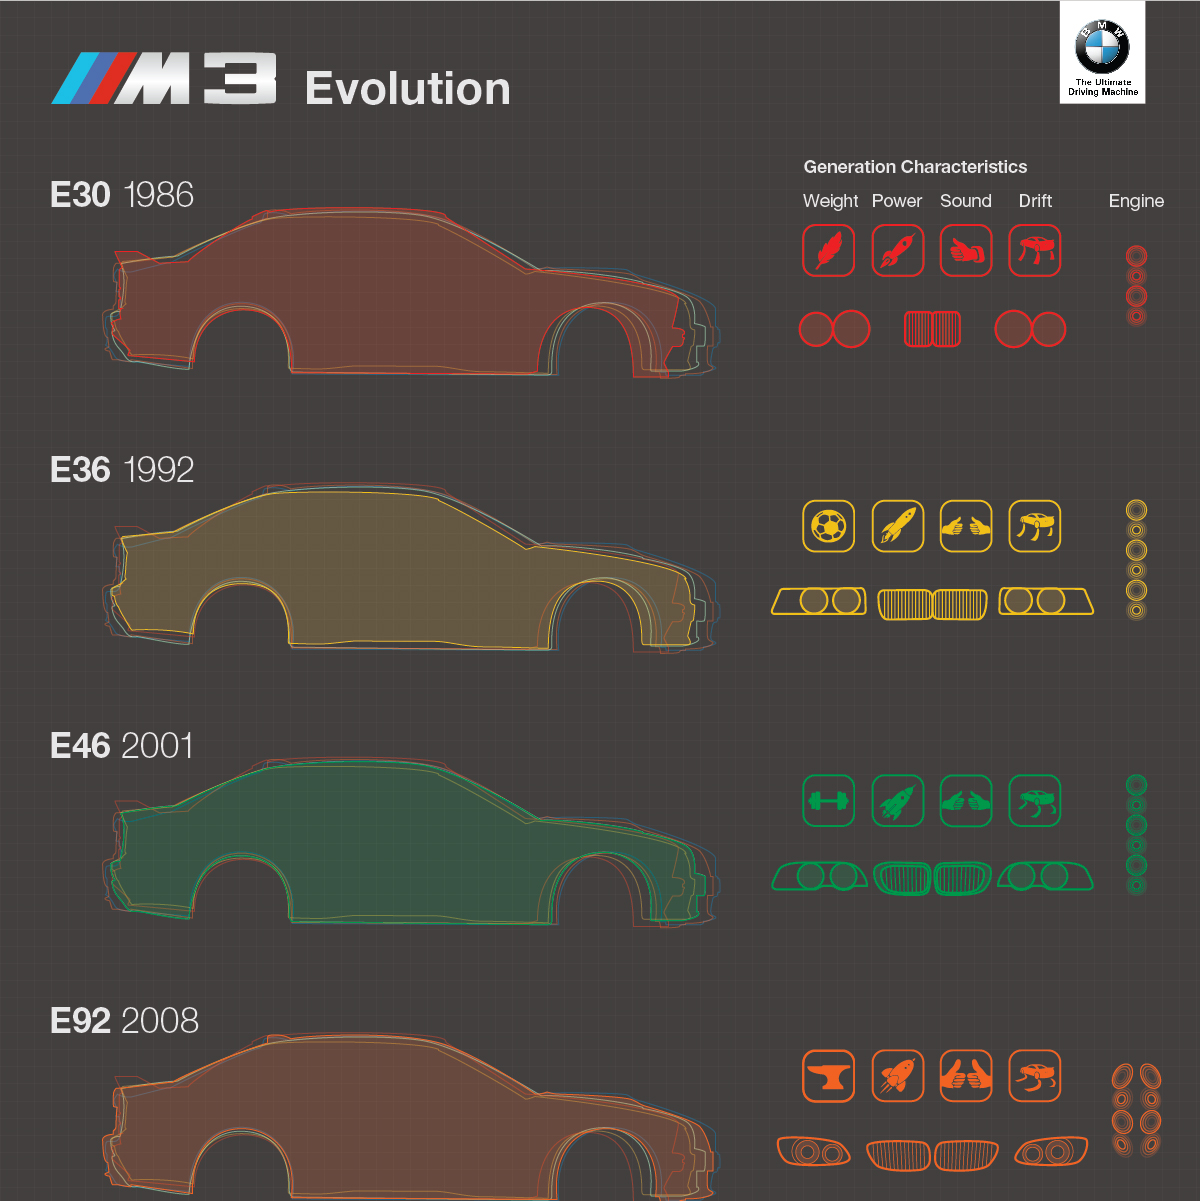 M3 Evolution
BMW
The Ultimate
Driving Machine
Generation Characteristics
E30 1986
Weight Power Sound Drift Engine
E36 1992
E46 2001
E92 2008